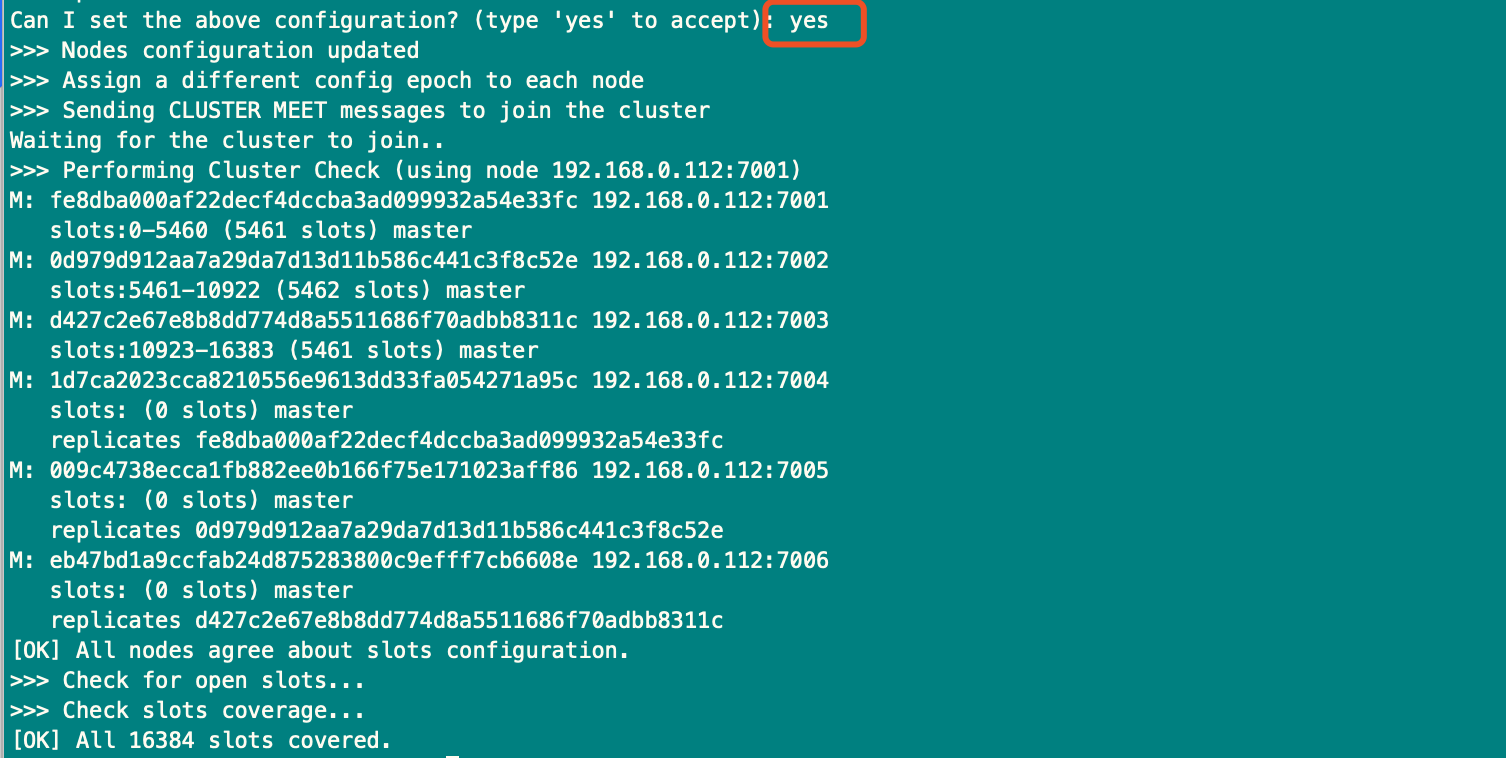 Can I set the above configuration? (type 'yes' to accept): yes
>>> Nodes configuration updated
>>> Assign a different config epoch to each node
>>> Sending CLUSTER MEET messages to join the cluster
Waiting for the cluster to join..
>>> Performing Cluster Check (using node 192.168.0.112:7001)
M: fe8dba000af22decf4dccba3ad099932a54e33fc 192.168.0.112:7001
   slots:0-5460 (5461 slots) master
M: 0d979d912aa7a29da7d13d11b586c441c3f8c52e 192.168.0.112:7002
   slots:5461-10922 (5462 slots) master
M: d427c2e67e8b8dd774d8a5511686f70adbb8311c 192.168.0.112:7003
   slots:10923-16383 (5461 slots) master
M: 1d7ca2023cca8210556e9613dd33fa054271a95c 192.168.0.112:7004
   slots: (0 slots) master
   replicates fe8dba000af22decf4dccba3ad099932a54e33fc
M: 009c4738ecca1fb882ee0b166f75e171023aff86 192.168.0.112:7005
   slots: (0 slots) master
   replicates 0d979d912aa7a29da7d13d11b586c441c3f8c52e
M: eb47bd1a9ccfab24d875283800c9efff7cb6608e 192.168.0.112:7006
   slots: (0 slots) master
   replicates d427c2e67e8b8dd774d8a5511686f70adbb8311c
[OK] All nodes agree about slots configuration.
>>> Check for open slots...
>>> Check slots coverage...
[OK] All 16384 slots covered.